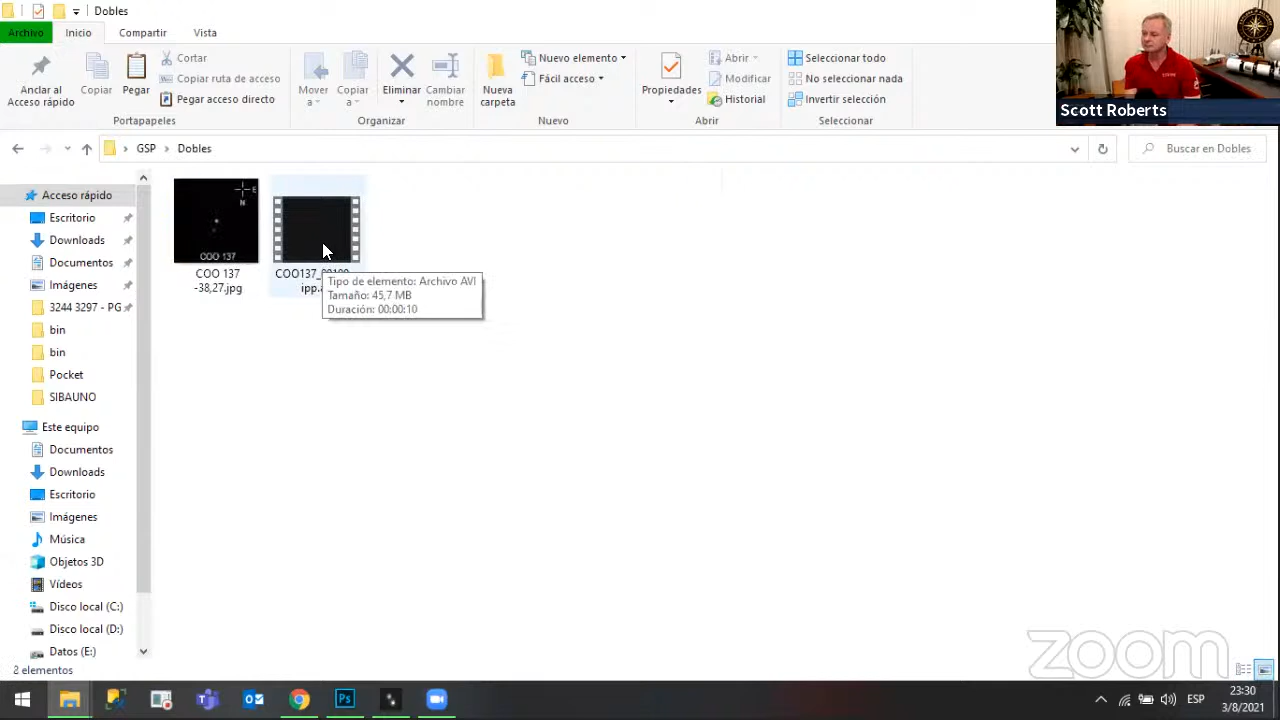 Dobles
Archivo
Inicio
Compartir
Vista
Andar al
Acceso rápido
Copiar
Pegar
Cortar
Copiar ruta de acceso
Pegar acceso directo
Portapapeles
Mover
a
Copiar
a
Eliminar
Cambiar
nombre
Organizar
Nueva
carpeta
Nuevo elemento
Fácil acceso
Nuevo
Propiedades
Abrir
Modificar
Historial
Abrir
Seleccionar todo
No seleccionar nada
Invertir selección
Seleccionar
Scott Roberts
GSP
Dobles
Buscar en Dobles
Acceso rápido
Escritorio
Downloads
Documentos
Imágenes
3244 3297 - PG
bin
bin
Pocket
SIBAUNO
Este equipo
Documentos
Downloads
Escritorio
Imágenes
Música
Objetos 3D
Vídeos
Disco local (C:)
Disco local (D:)
Datos (E:)
E
N
COO 137
COO 137
-38,27.jpg
Tipo de elemento: Archivo AVI
Tamaño: 45,7 MB
Duración: 00:00:10
2 elementos
zoom
Ps
ESP
23:30
3/8/2021